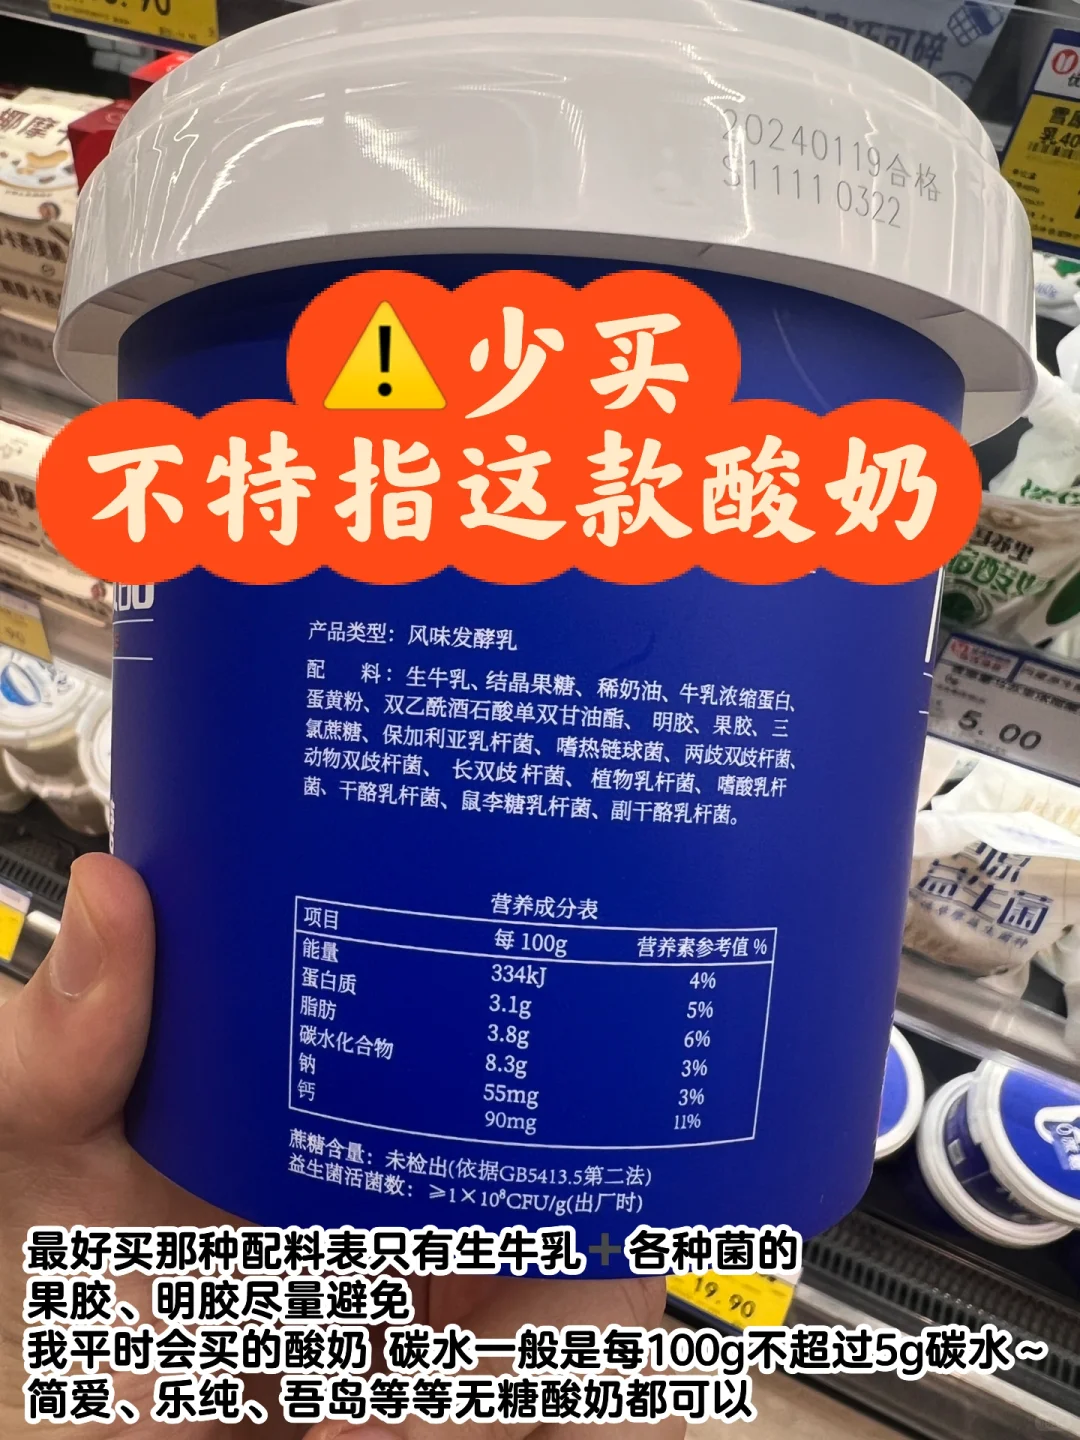 20240119合格
S1111 0322
⚠️少买
不特指这款酸奶
产品类型：风味发酵乳
配 料：生牛乳、结晶果糖、稀奶油、牛乳浓缩蛋白、
蛋黄粉、双乙酰酒石酸单双甘油酯、明胶、果胶、三
氯蔗糖、保加利亚乳杆菌、嗜热链球菌、两歧双歧杆菌、
动物双歧杆菌、长双歧杆菌、植物乳杆菌、嗜酸乳杆
菌、干酪乳杆菌、鼠李糖乳杆菌、副干酪乳杆菌。
营养成分表
项目 每 100g 营养素参考值 %
能量 334kJ 4%
蛋白质 3.1g 5%
脂肪 3.8g 6%
碳水化合物 8.3g 3%
钠 55mg 3%
钙 90mg 11%
蔗糖含量：未检出(依据GB5413.5第二法)
益生菌活菌数：≥1×10⁸CFU/g(出厂时)
5.00
益生菌
19.90
最好买那种配料表只有生牛乳➕各种菌的
果胶、明胶尽量避免
我平时会买的酸奶 碳水一般是每100g不超过5g碳水～
简爱、乐纯、吾岛等等无糖酸奶都可以